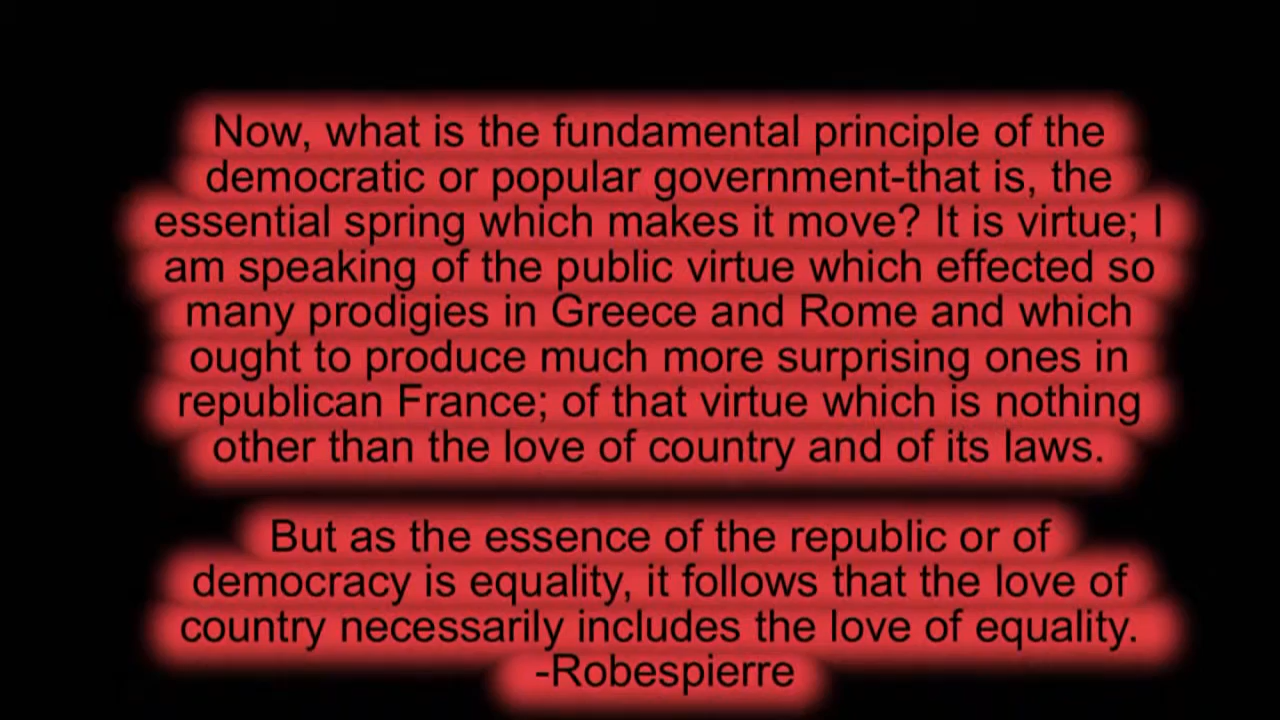 Now, what is the fundamental principle of the
democratic or popular government-that is, the
essential spring which makes it move? It is virtue; I
am speaking of the public virtue which effected so
many prodigies in Greece and Rome and which
ought to produce much more surprising ones in
republican France; of that virtue which is nothing
other than the love of country and of its laws.
But as the essence of the republic or of
democracy is equality, it follows that the love of
country necessarily includes the love of equality.
-Robespierre